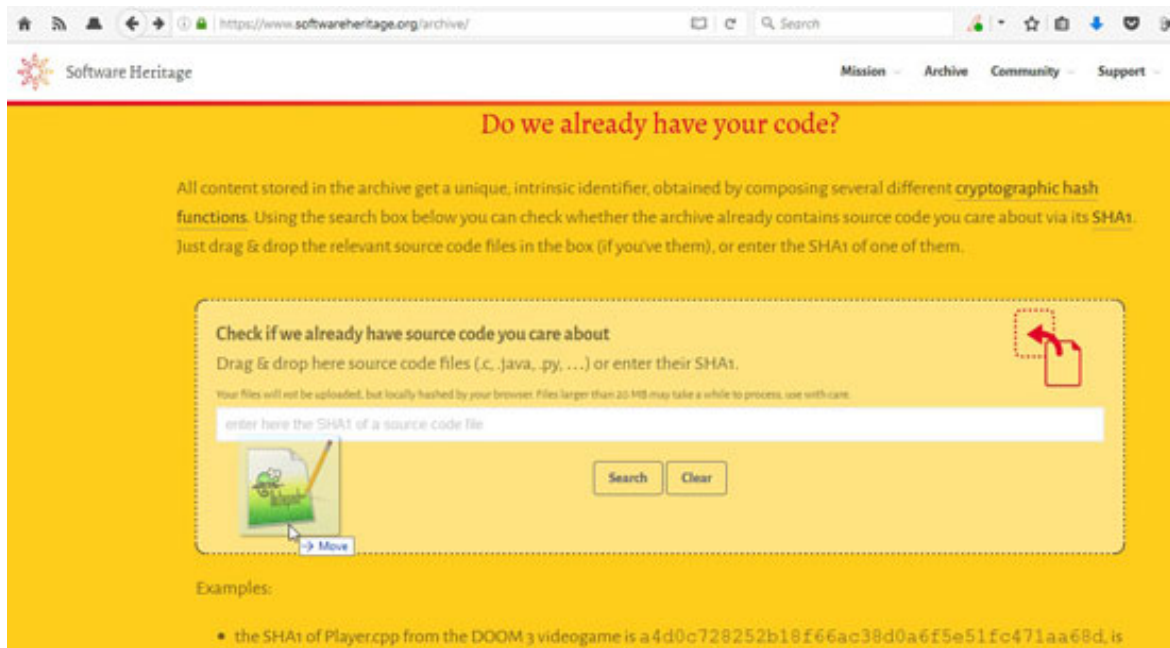 https://www.softwareheritage.org/archive/
Search
Software Heritage
Mission
Archive
Community
Support
Do we already have your code?
All content stored in the archive get a unique, intrinsic identifier, obtained by composing several different cryptographic hash
functions. Using the search box below you can check whether the archive already contains source code you care about via its SHA1.
Just drag & drop the relevant source code files in the box (if you've them), or enter the SHA1 of one of them.
Check if we already have source code you care about
Drag & drop here source code files (.c, .java, .py, …) or enter their SHA1.
Your files will not be uploaded, but locally hashed by your browser. Files larger than 20 MB may take a while to process, use with care.
enter here the SHA1 of a source code file
Search
Clear
Move
Examples:
• the SHA1 of Player.cpp from the DOOM 3 videogame is a4d0c728252b18f66ac38d0a6f5e51fc471aa68d, is